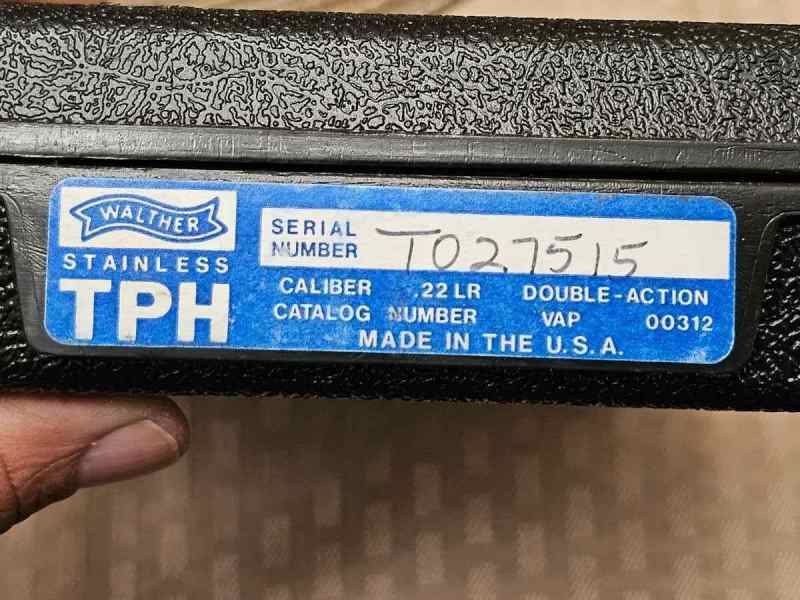 WALTHER
STAINLESS
TPH
SERIAL NUMBER T027515
CALIBER .22 LR DOUBLE-ACTION
CATALOG NUMBER VAP 00312
MADE IN THE U.S.A.